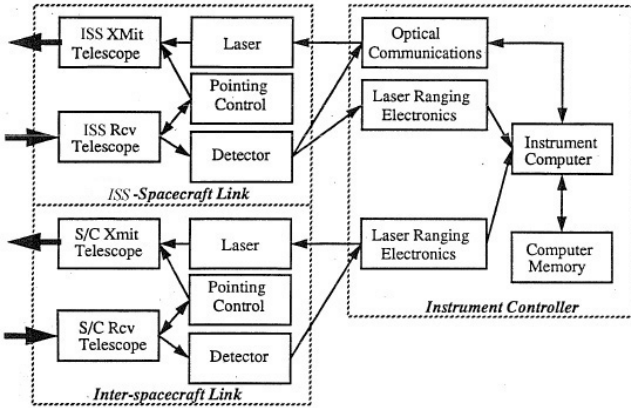 ISS XMit
Telescope
Laser
Optical
Communications
Pointing
Control
Laser Ranging
Electronics
ISS Rcv
Telescope
Detector
Instrument
Computer
ISS -Spacecraft Link
S/C Xmit
Telescope
Laser
Laser Ranging
Electronics
Computer
Memory
Pointing
Control
Instrument Controller
S/C Rcv
Telescope
Detector
Inter-spacecraft Link